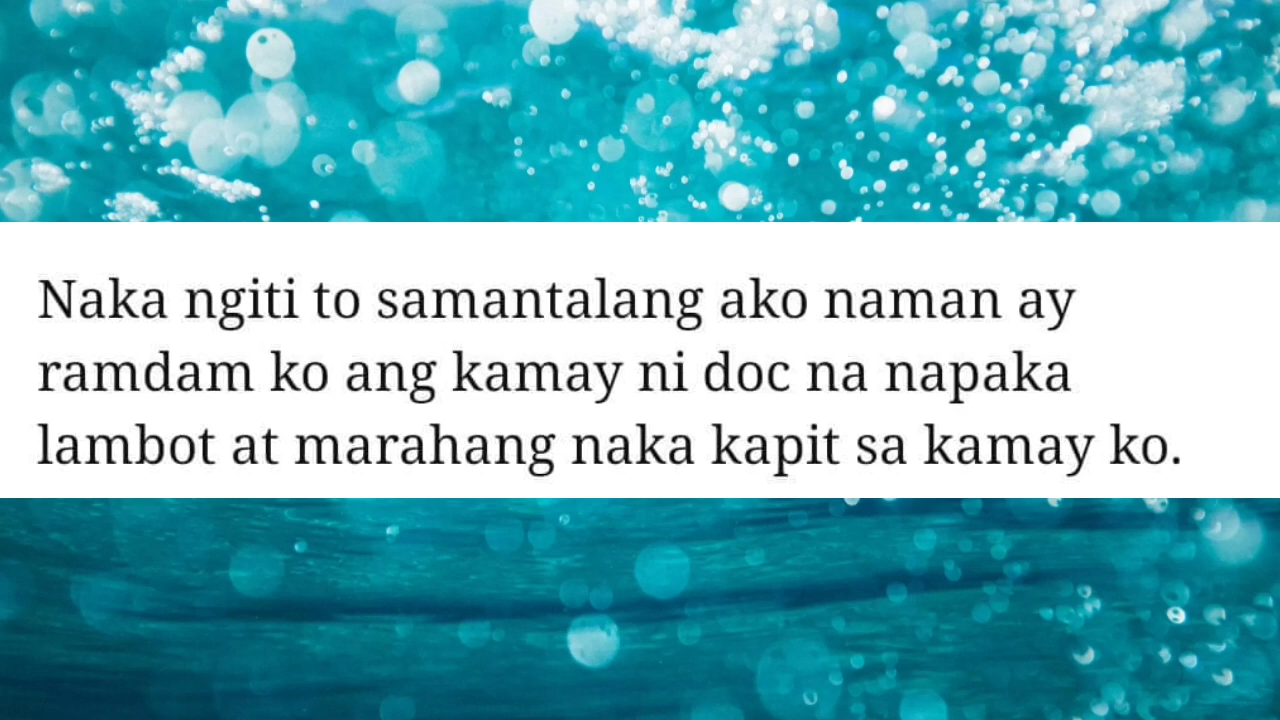 Naka ngiti to samantalang ako naman ay
ramdam ko ang kamay ni doc na napaka
lambot at marahang naka kapit sa kamay ko.